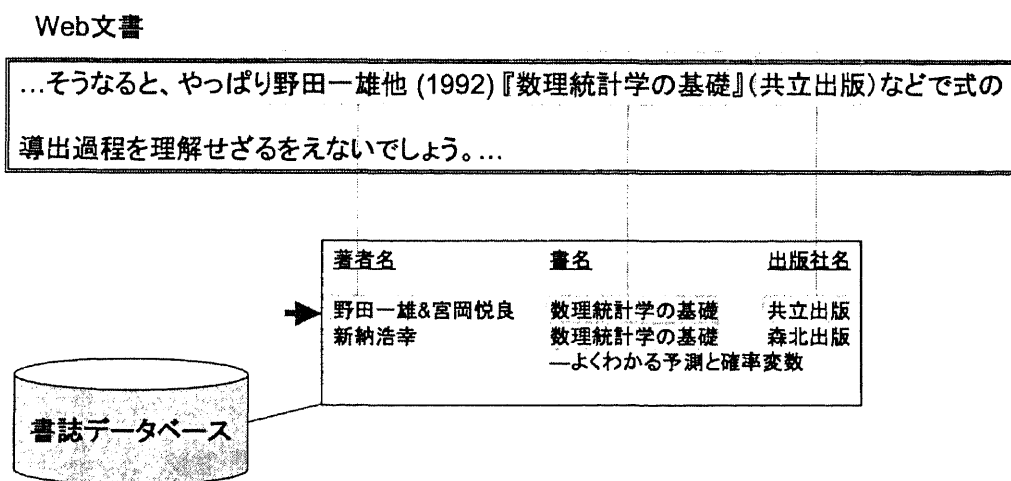 Web文書
…そうなると、やっぱり野田一雄他 (1992)『数理統計学の基礎』(共立出版)などで式の
導出過程を理解せざるをえないでしょう。…
著者名 書名 出版社名
野田一雄&宮岡悦良 数理統計学の基礎 共立出版
新納浩幸 数理統計学の基礎 森北出版
―よくわかる予測と確率変数
書誌データベース